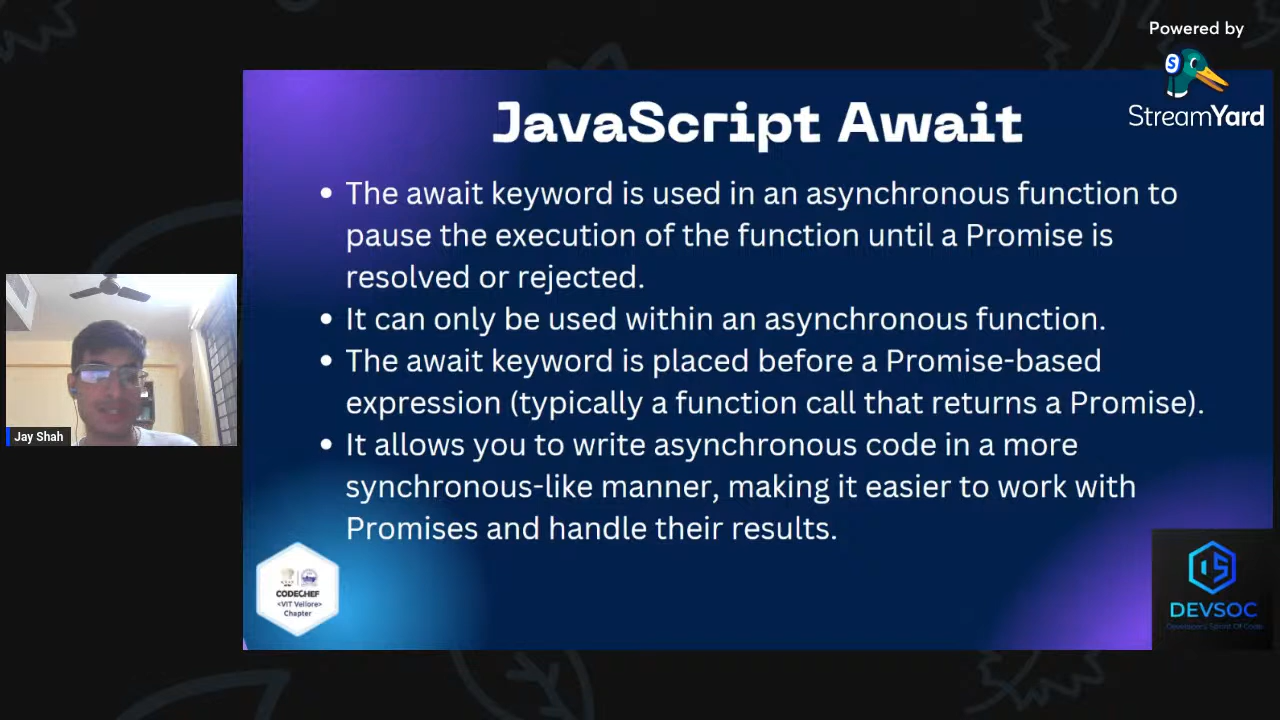 Powered by
StreamYard
JavaScript Await
• The await keyword is used in an asynchronous function to
pause the execution of the function until a Promise is
resolved or rejected.
• It can only be used within an asynchronous function.
• The await keyword is placed before a Promise-based
expression (typically a function call that returns a Promise).
• It allows you to write asynchronous code in a more
synchronous-like manner, making it easier to work with
Promises and handle their results.
Jay Shah
CODECHEF
<VIT Vellore>
Chapter
DEVSOC
Developers' Sprint Of Code